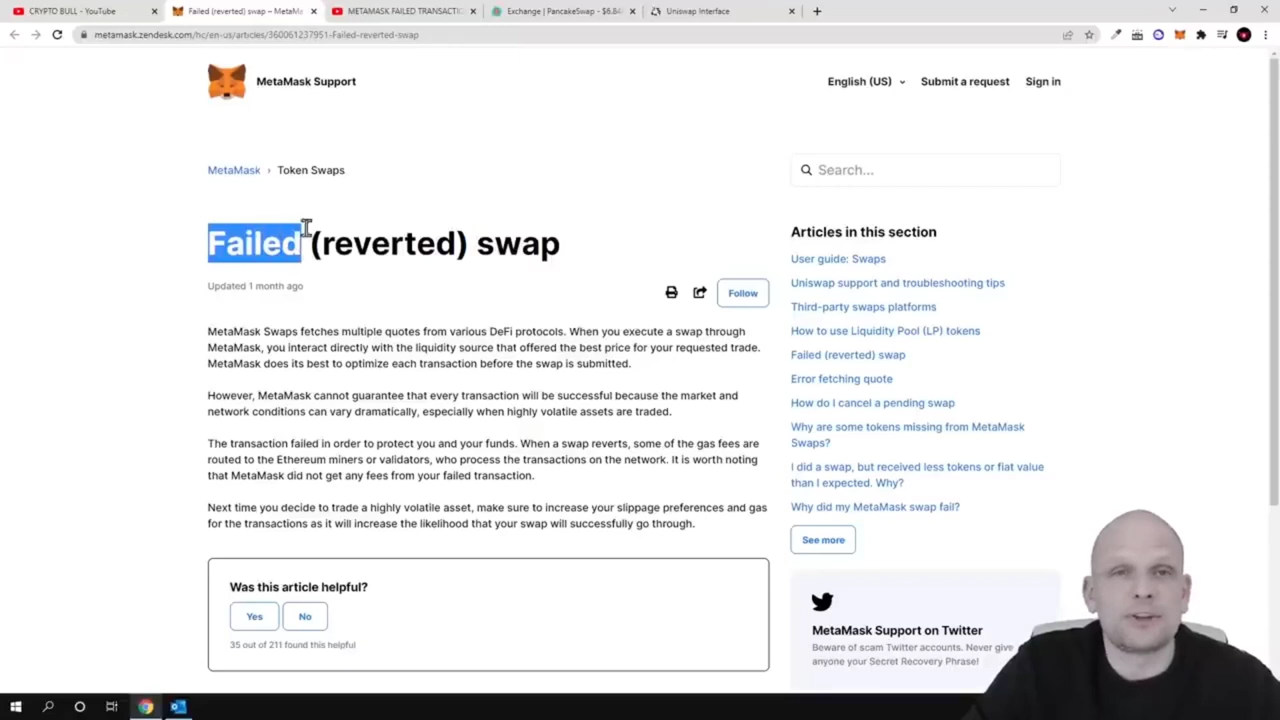 CRYPTO BULL - YouTube
Failed (reverted) swap – MetaMa
METAMASK FAILED TRANSACTIO
Exchange | PancakeSwap - $6.84
Uniswap Interface
metamask.zendesk.com/hc/en-us/articles/360061237951-Failed-reverted-swap
MetaMask Support
English (US)
Submit a request
Sign in
MetaMask › Token Swaps
Search...
Failed (reverted) swap
Updated 1 month ago
Follow
MetaMask Swaps fetches multiple quotes from various DeFi protocols. When you execute a swap through
MetaMask, you interact directly with the liquidity source that offered the best price for your requested trade.
MetaMask does its best to optimize each transaction before the swap is submitted.
However, MetaMask cannot guarantee that every transaction will be successful because the market and
network conditions can vary dramatically, especially when highly volatile assets are traded.
The transaction failed in order to protect you and your funds. When a swap reverts, some of the gas fees are
routed to the Ethereum miners or validators, who process the transactions on the network. It is worth noting
that MetaMask did not get any fees from your failed transaction.
Next time you decide to trade a highly volatile asset, make sure to increase your slippage preferences and gas
for the transactions as it will increase the likelihood that your swap will successfully go through.
Was this article helpful?
Yes
No
35 out of 211 found this helpful
Articles in this section
User guide: Swaps
Uniswap support and troubleshooting tips
Third-party swaps platforms
How to use Liquidity Pool (LP) tokens
Failed (reverted) swap
Error fetching quote
How do I cancel a pending swap
Why are some tokens missing from MetaMask
Swaps?
I did a swap, but received less tokens or fiat value
than I expected. Why?
Why did my MetaMask swap fail?
See more
MetaMask Support on Twitter
Beware of scam Twitter accounts. Never give
anyone your Secret Recovery Phrase!